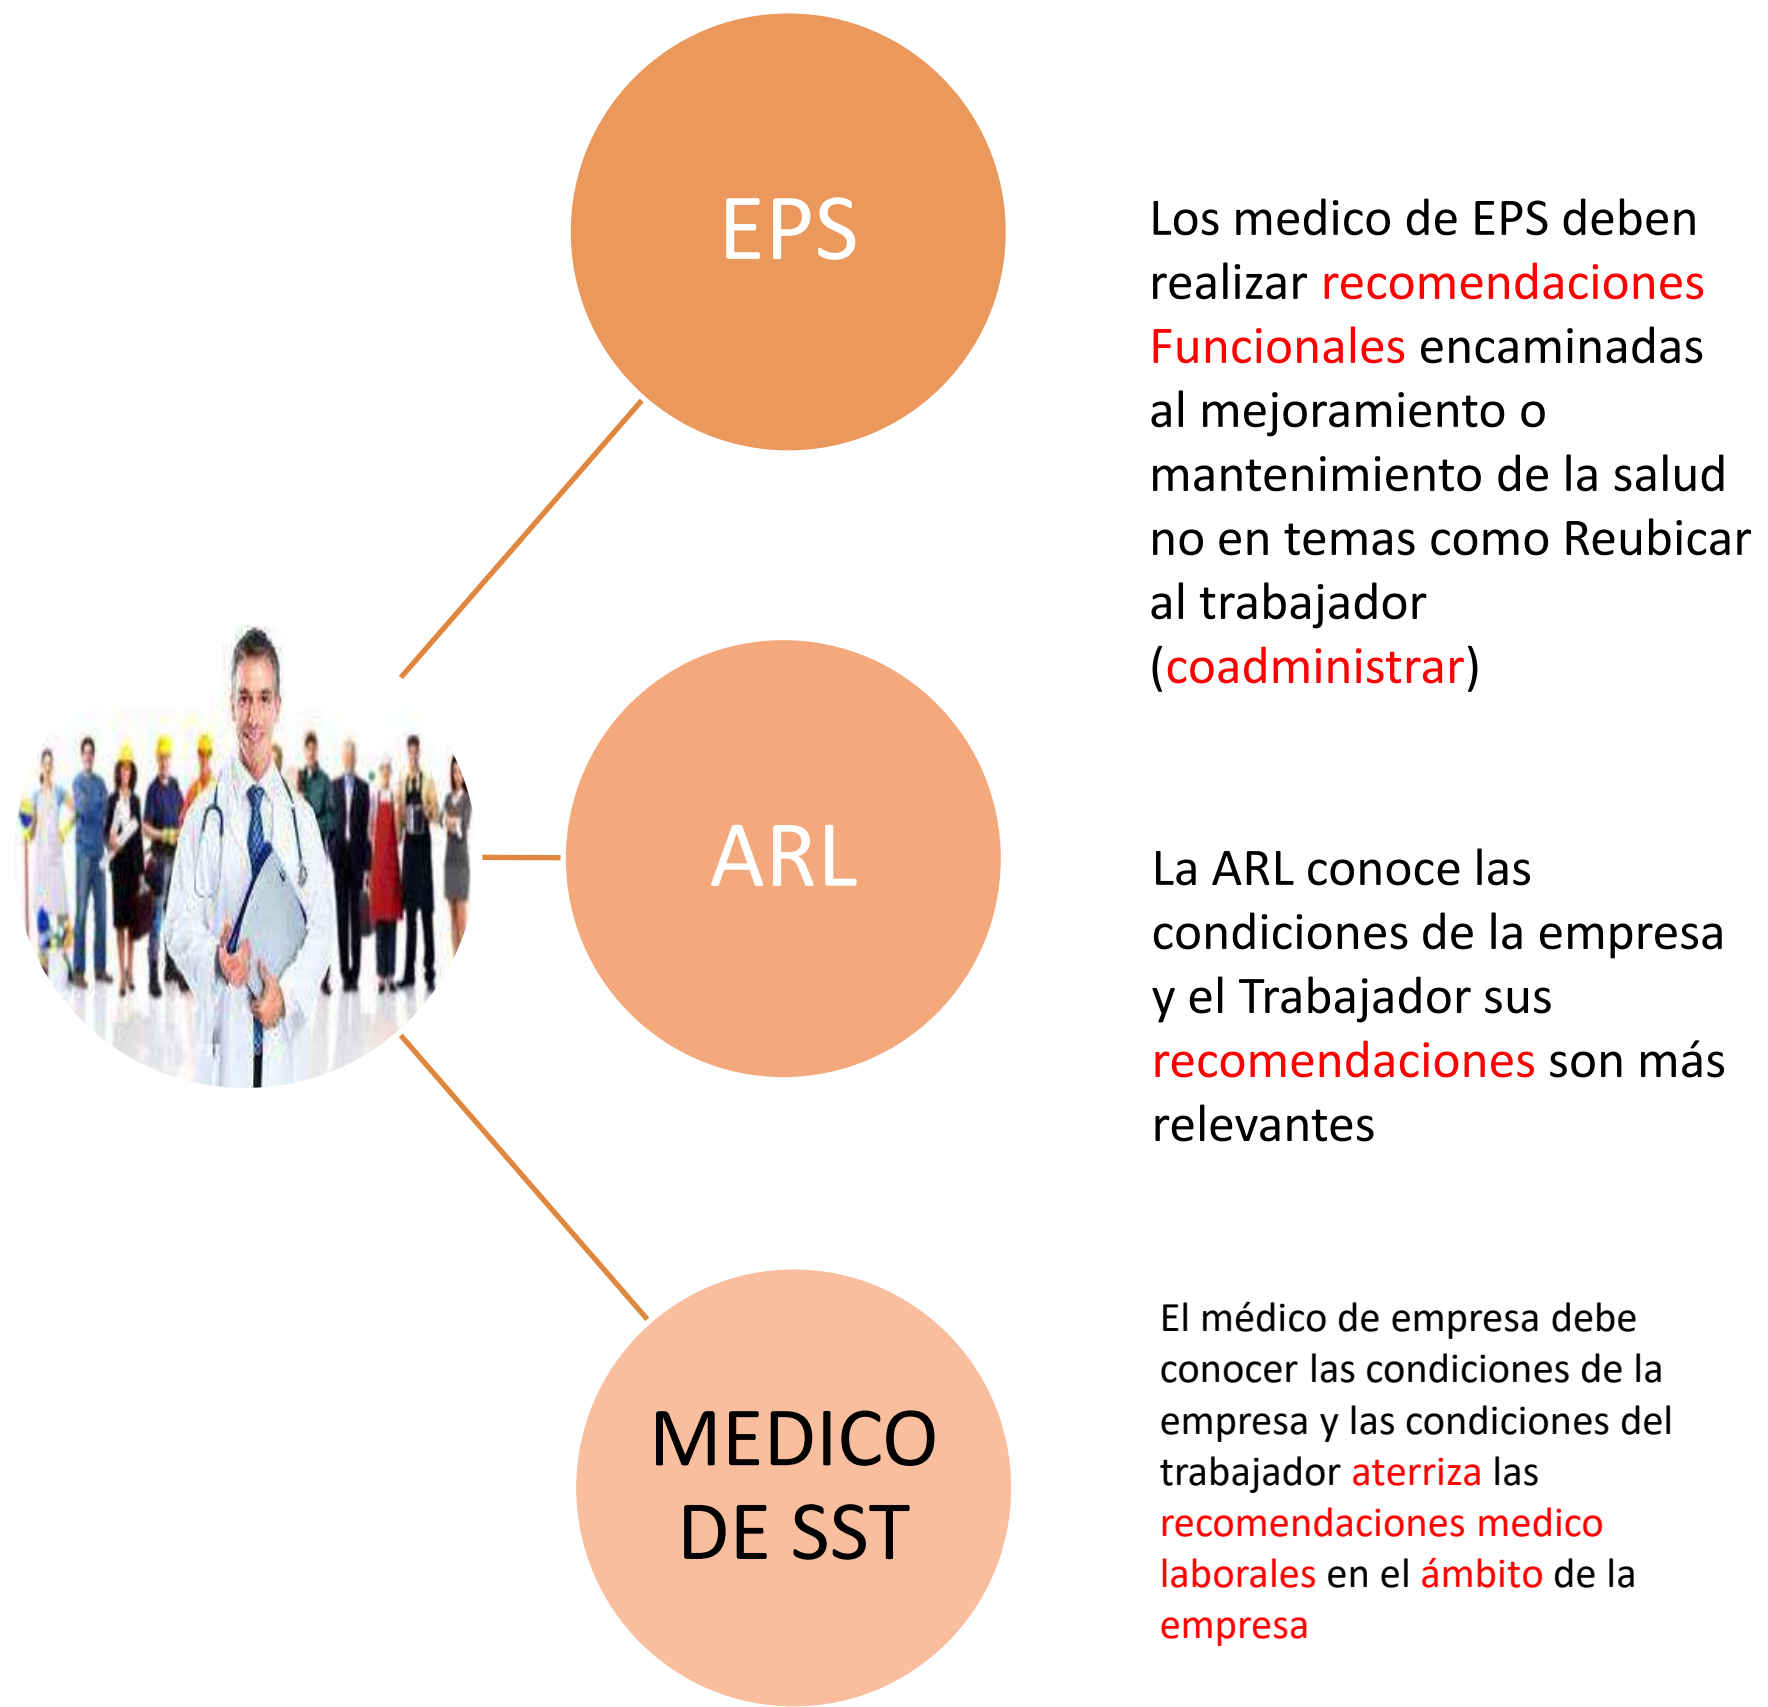 EPS
Los medico de EPS deben
realizar recomendaciones
Funcionales encaminadas
al mejoramiento o
mantenimiento de la salud
no en temas como Reubicar
al trabajador
(coadministrar)
ARL
La ARL conoce las
condiciones de la empresa
y el Trabajador sus
recomendaciones son más
relevantes
MEDICO
DE SST
El médico de empresa debe
conocer las condiciones de la
empresa y las condiciones del
trabajador aterriza las
recomendaciones medico
laborales en el ámbito de la
empresa